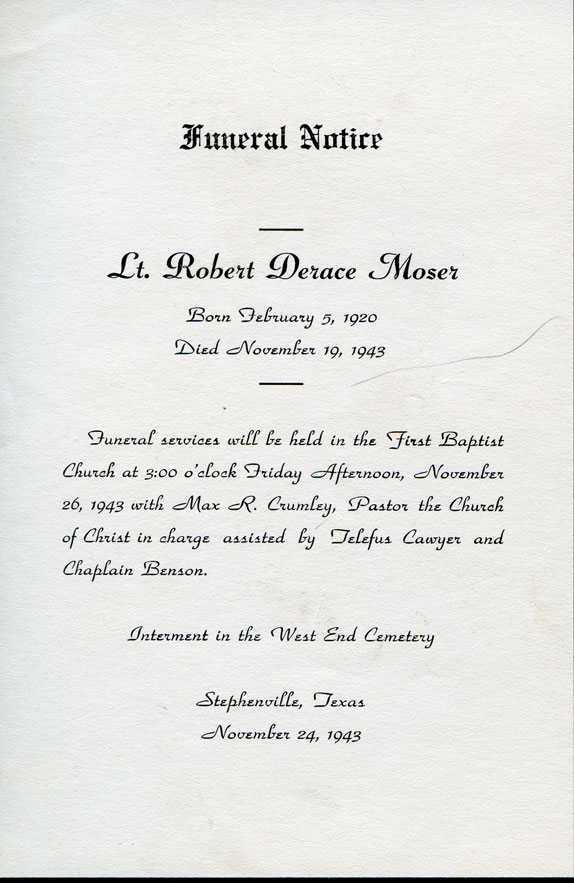 Funeral Notice
Lt. Robert Derace Moser
Born February 5, 1920
Died November 19, 1943
Funeral services will be held in the First Baptist
Church at 3:00 o'clock Friday Afternoon, November
26, 1943 with Max R. Crumley, Pastor the Church
of Christ in charge assisted by Telefus Cawyer and
Chaplain Benson.
Interment in the West End Cemetery
Stephenville, Texas
November 24, 1943